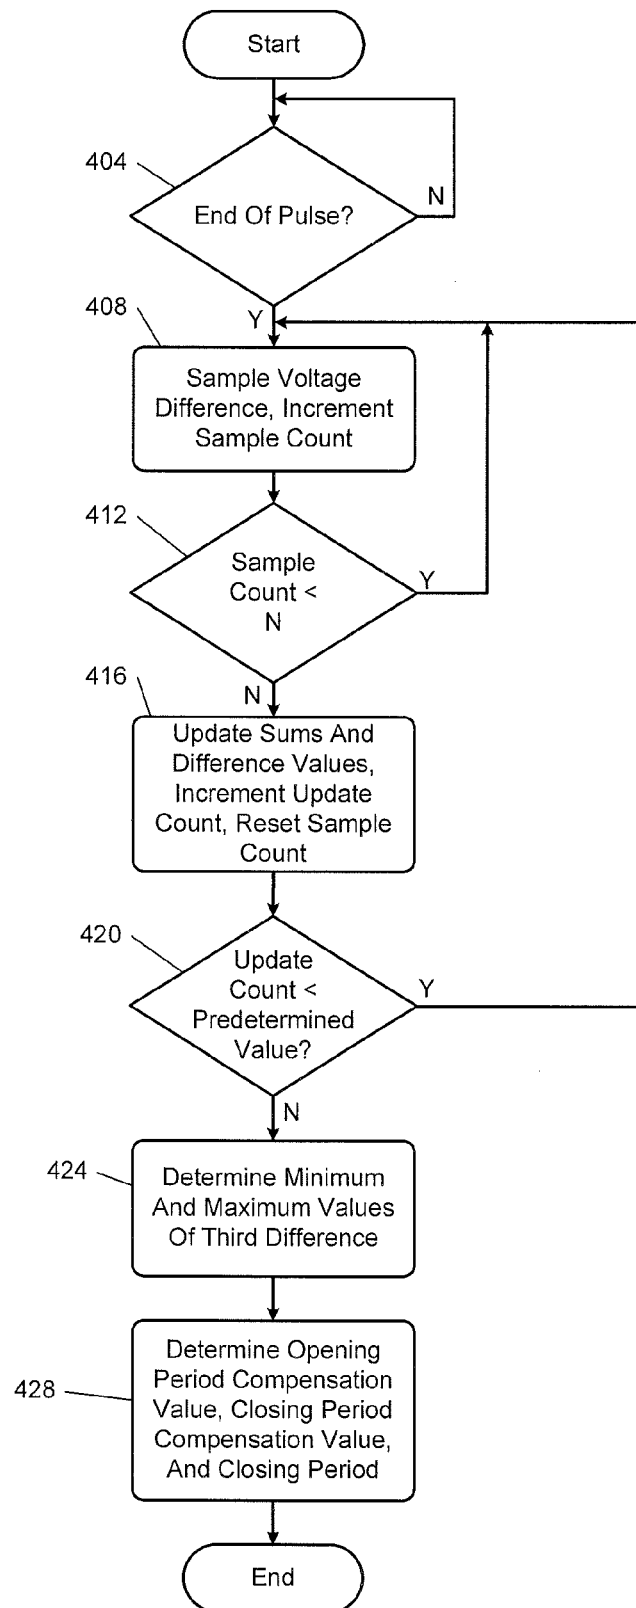 Start
404
End Of Pulse?
N
408
Y
Sample Voltage
Difference, Increment
Sample Count
412
Sample
Count <
N
Y
416
N
Update Sums And
Difference Values,
Increment Update
Count, Reset Sample
Count
420
Update
Count <
Predetermined
Value?
Y
N
424
Determine Minimum
And Maximum Values
Of Third Difference
428
Determine Opening
Period Compensation
Value, Closing Period
Compensation Value,
And Closing Period
End